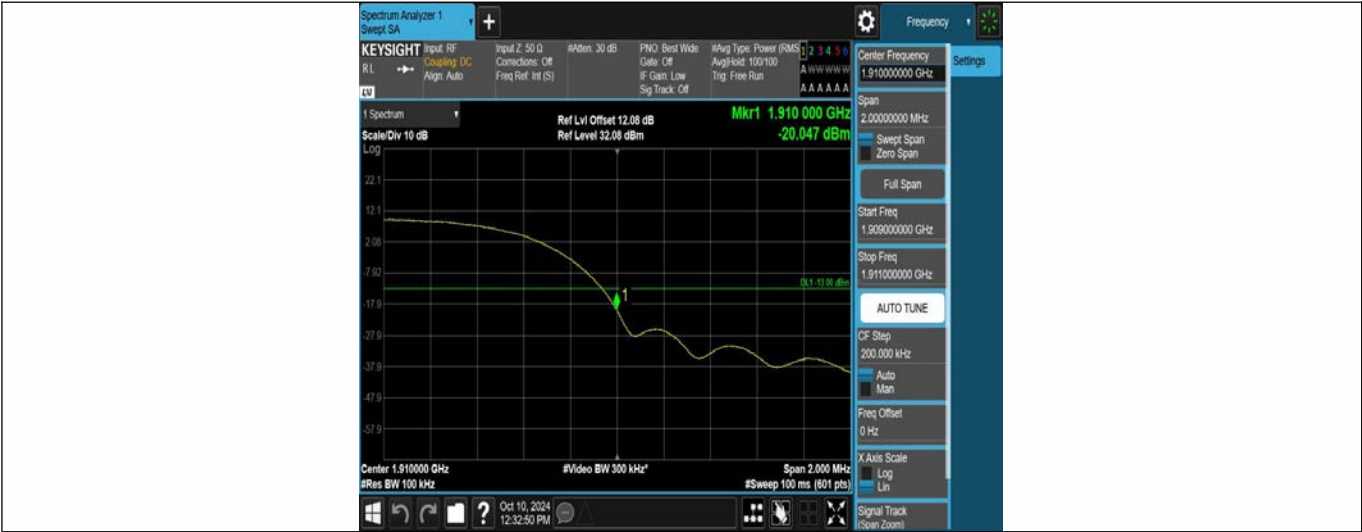 Spectrum Analyzer 1
Swept SA
+
Frequency
KEYSIGHT
RL
Input: RF
Coupling: DC
Align: Auto
Input Z: 50 Ω
Corrections: Off
Freq Ref: Int (S)
#Atten: 30 dB
PNO: Best Wide
Gate: Off
IF Gain: Low
Sig Track: Off
#Avg Type: Power (RMS
Avg|Hold: 100/100
Trig: Free Run
1 2 3 4 5 6
A W W W W W
A A A A A A
Center Frequency
1.910000000 GHz
Settings
Span
2.00000000 MHz
Swept Span
Zero Span
Full Span
Start Freq
1.909000000 GHz
Stop Freq
1.911000000 GHz
AUTO TUNE
CF Step
200.000 kHz
Auto
Man
Freq Offset
0 Hz
X Axis Scale
Log
Lin
Signal Track
(Span Zoom)
1 Spectrum
Scale/Div 10 dB
Log
Ref Lvl Offset 12.08 dB
Ref Level 32.08 dBm
Mkr1 1.910 000 GHz
-20.047 dBm
22.1
12.1
2.08
-7.92
DL1 -13.00 dBm
1
-17.9
-27.9
-37.9
-47.9
-57.9
Center 1.910000 GHz
#Res BW 100 kHz
#Video BW 300 kHz*
Span 2.000 MHz
#Sweep 100 ms (601 pts)
?
Oct 10, 2024
12:32:50 PM